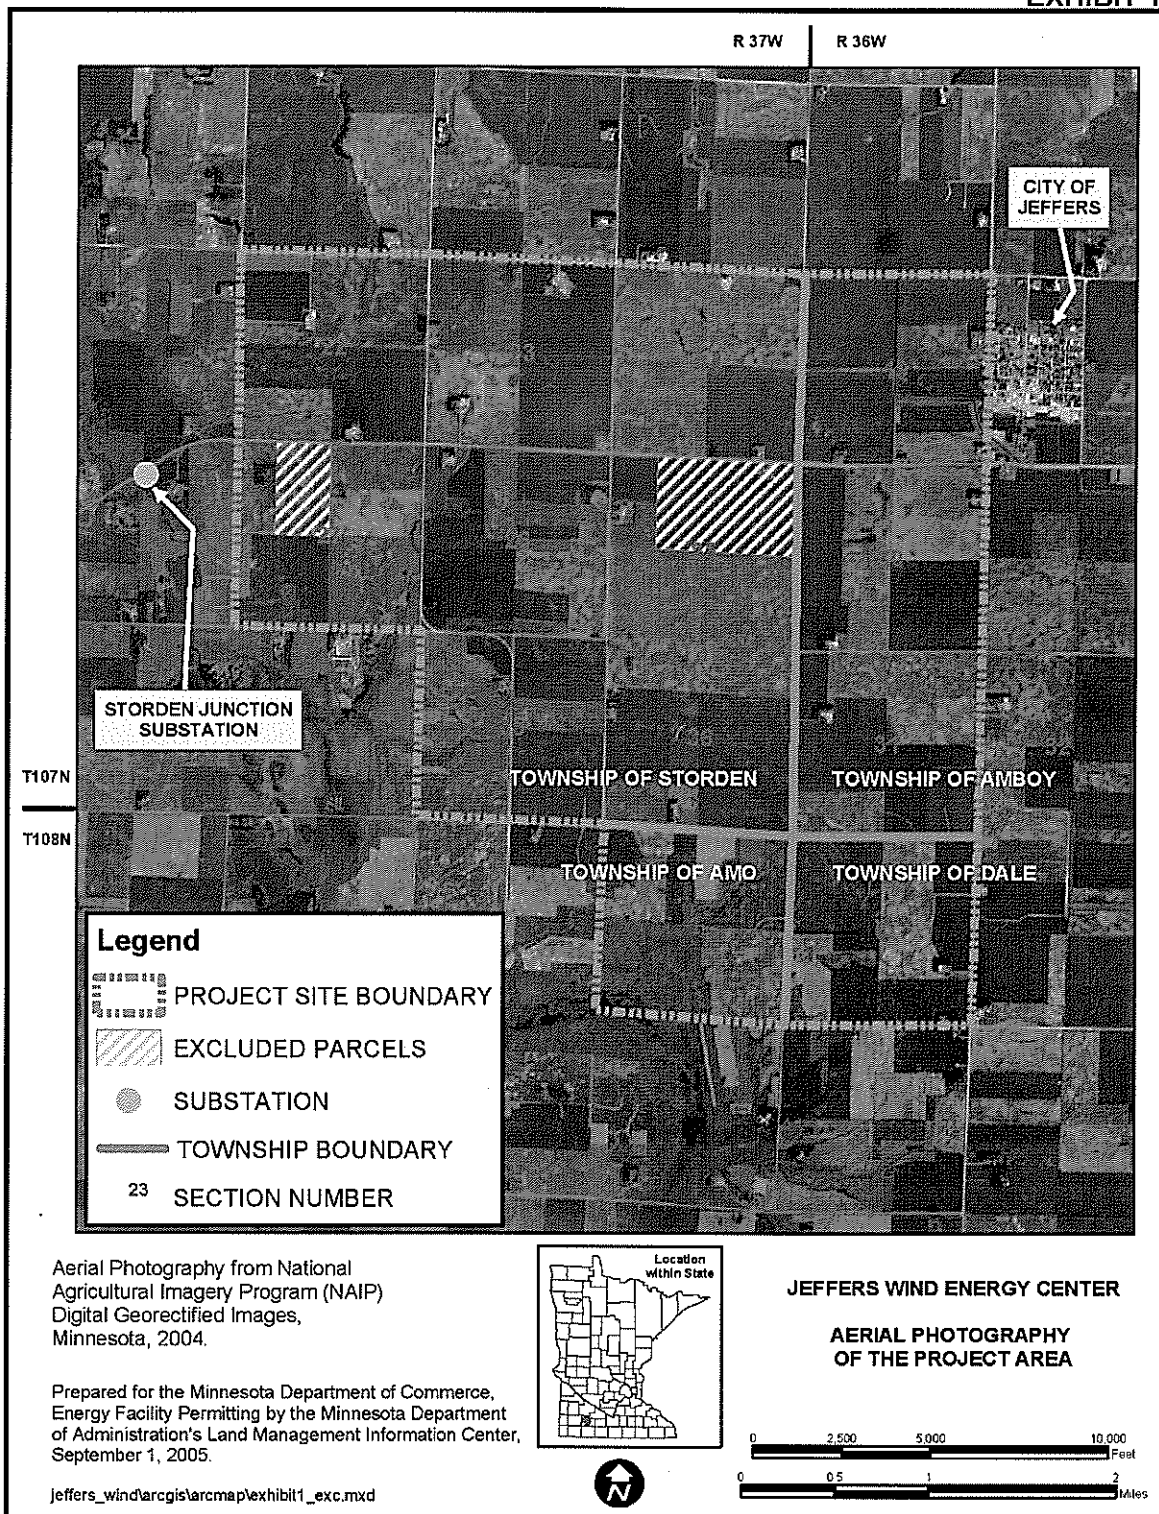 R 37W
R 36W
CITY OF
JEFFERS
STORDEN JUNCTION
SUBSTATION
T107N
T108N
TOWNSHIP OF STORDEN
TOWNSHIP OF AMBOY
TOWNSHIP OF AMO
TOWNSHIP OF DALE
Legend
PROJECT SITE BOUNDARY
EXCLUDED PARCELS
SUBSTATION
TOWNSHIP BOUNDARY
23 SECTION NUMBER
Aerial Photography from National
Agricultural Imagery Program (NAIP)
Digital Georectified Images,
Minnesota, 2004.
Prepared for the Minnesota Department of Commerce,
Energy Facility Permitting by the Minnesota Department
of Administration's Land Management Information Center,
September 1, 2005.
jeffers_wind\arcgis\arcmap\exhibit1_exc.mxd
Location
within State
N
JEFFERS WIND ENERGY CENTER
AERIAL PHOTOGRAPHY
OF THE PROJECT AREA
0 2,500 5,000 10,000
Feet
0 0.5 1 2
Miles